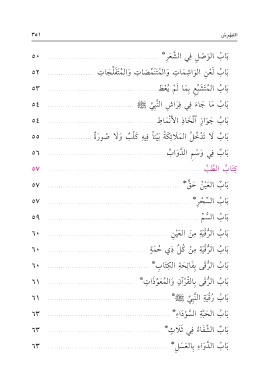 الفهرس ٣٥١
بَابُ الوَصْلِ فِي الشَّعَرِ* ٥٠
بَابُ لَعْنِ الوَاشِمَاتِ وَالمُتَنَمِّصَاتِ وَالمُتَفَلِّجَاتِ ٥٢
بَابُ المُتَشَبِّعِ بِمَا لَمْ يُعْطَ ٥٣
بَابُ مَا جَاءَ فِي فِرَاشِ النَّبِيِّ ﷺ ٥٤
بَابُ جَوَازِ اتِّخَاذِ الأَنْمَاطِ ٥٤
بَابُ لَا تَدْخُلُ المَلَائِكَةُ بَيْتاً فِيهِ كَلْبٌ وَلَا صُورَةٌ ٥٥
بَابٌ فِي وَسْمِ الدَّوَابِّ ٥٦
كِتَابُ الطِّبِّ ٥٧
بَابُ العَيْنُ حَقٌّ* ٥٧
بَابُ السِّحْرِ* ٥٧
بَابُ السُّمِّ ٥٩
بَابُ الرُّقْيَةِ مِنَ العَيْنِ ٦٠
بَابُ الرُّقْيَةِ مِنْ كُلِّ ذِي حُمَةٍ ٦٠
بَابُ الرُّقَى بِفَاتِحَةِ الكِتَابِ* ٦٠
بَابُ الرُّقَى بِالقُرْآنِ وَالمُعَوِّذَاتِ* ٦١
بَابُ رُقْيَةِ النَّبِيِّ ﷺ* ٦١
بَابُ الحَبَّةِ السَّوْدَاءِ* ٦٣
بَابُ الشِّفَاءُ فِي ثَلَاثٍ* ٦٣
بَابُ الدَّوَاءِ بِالعَسَلِ* ٦٣